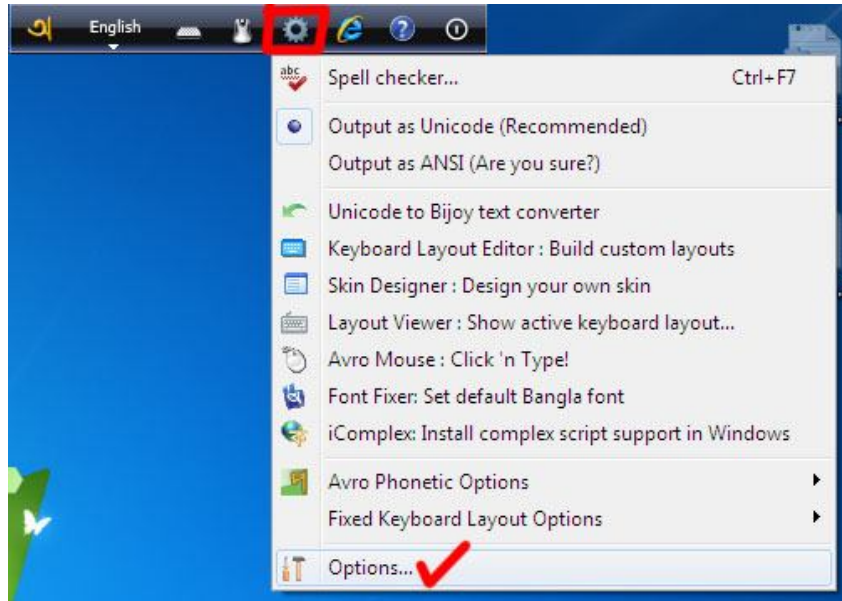 অ English
abc Spell checker... Ctrl+F7
Output as Unicode (Recommended)
Output as ANSI (Are you sure?)
Unicode to Bijoy text converter
Keyboard Layout Editor : Build custom layouts
Skin Designer : Design your own skin
Layout Viewer : Show active keyboard layout...
Avro Mouse : Click 'n Type!
Font Fixer: Set default Bangla font
iComplex: Install complex script support in Windows
Avro Phonetic Options
Fixed Keyboard Layout Options
Options...